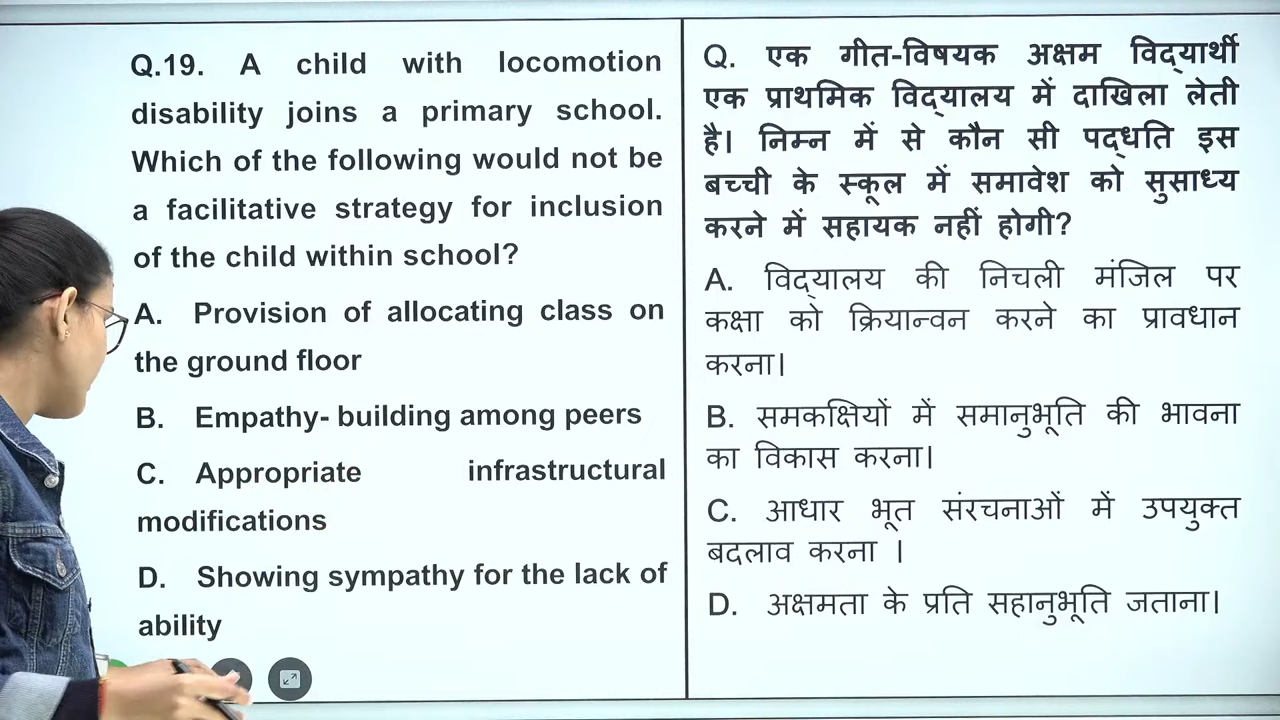 Q.19. A child with locomotion
disability joins a primary school.
Which of the following would not be
a facilitative strategy for inclusion
of the child within school?
A. Provision of allocating class on
the ground floor
B. Empathy- building among peers
C. Appropriate infrastructural
modifications
D. Showing sympathy for the lack of
ability
Q. एक गीत-विषयक अक्षम विद्यार्थी
एक प्राथमिक विद्यालय में दाखिला लेती
है। निम्न में से कौन सी पद्धति इस
बच्ची के स्कूल में समावेश को सुसाध्य
करने में सहायक नहीं होगी?
A. विद्यालय की निचली मंजिल पर
कक्षा को क्रियान्वन करने का प्रावधान
करना।
B. समकक्षियों में समानुभूति की भावना
का विकास करना।
C. आधार भूत संरचनाओं में उपयुक्त
बदलाव करना ।
D. अक्षमता के प्रति सहानुभूति जताना।